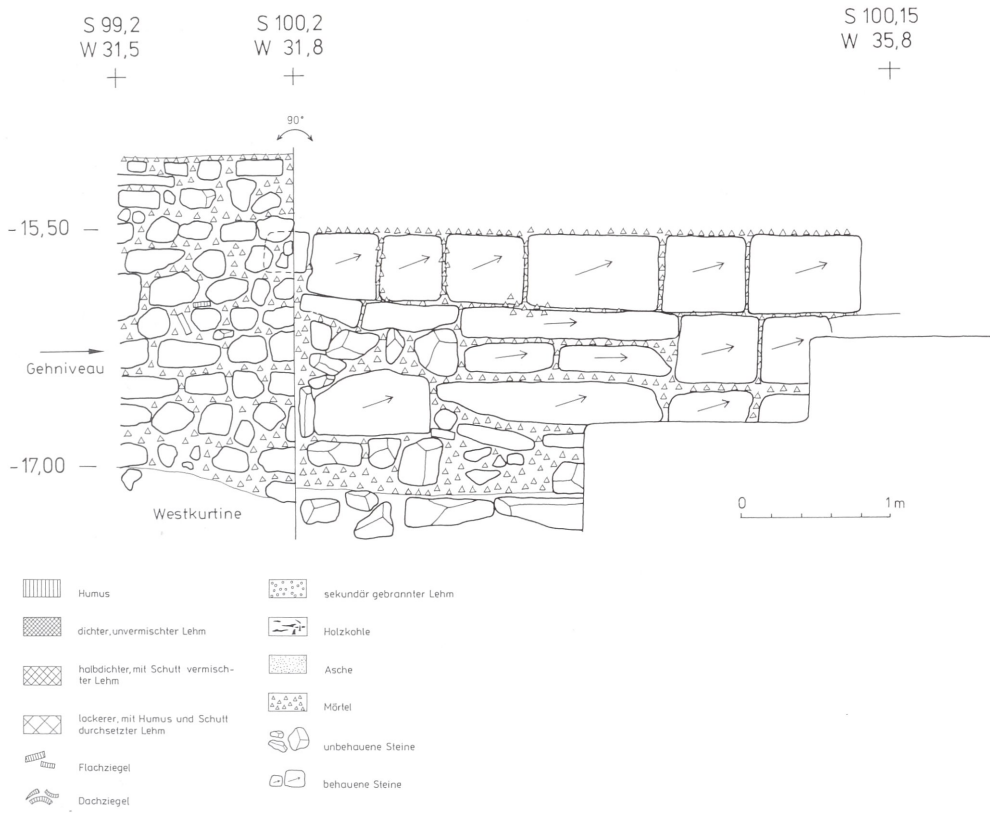 S 99,2
W 31,5
S 100,2
W 31,8
S 100,15
W 35,8
90°
-15,50
Gehniveau
-17,00
Westkurtine
0 1m
Humus
dichter, unvermischter Lehm
halbdichter, mit Schutt vermisch-
ter Lehm
lockerer, mit Humus und Schutt
durchsetzter Lehm
Flachziegel
Dachziegel
sekundär gebrannter Lehm
Holzkohle
Asche
Mörtel
unbehauene Steine
behauene Steine